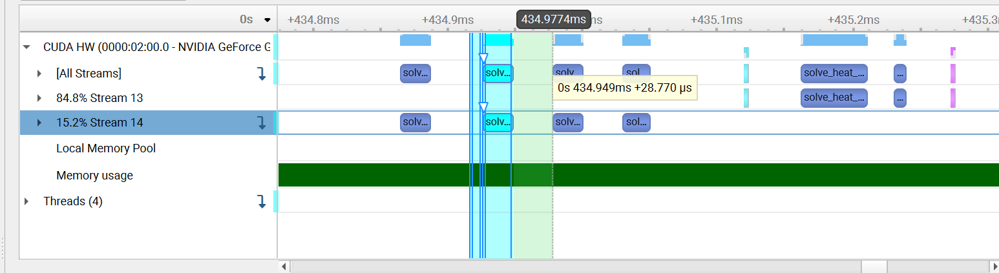 0s +434.8ms +434.9ms 434.9774ms ms +435.1ms +435.2ms +435.3
CUDA HW (0000:02:00.0 - NVIDIA GeForce G
[All Streams] solv... solv... solv sol solve_heat_... ...
0s 434.949ms +28.770 µs
84.8% Stream 13 solve_heat_... ...
15.2% Stream 14 solv... solv... solv... sol...
Local Memory Pool
Memory usage
Threads (4)